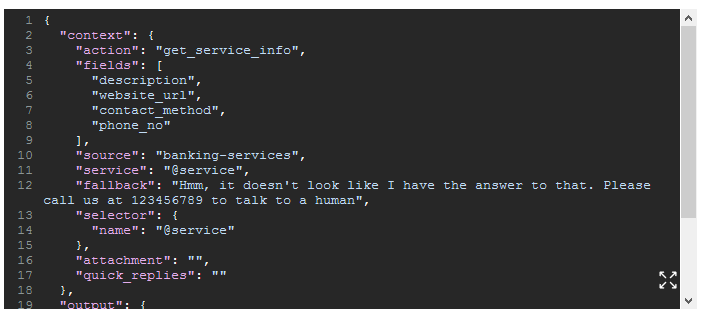 1 {
2   "context": {
3     "action": "get_service_info",
4     "fields": [
5       "description",
6       "website_url",
7       "contact_method",
8       "phone_no"
9     ],
10     "source": "banking-services",
11     "service": "@service",
12     "fallback": "Hmm, it doesn't look like I have the answer to that. Please
call us at 123456789 to talk to a human",
13     "selector": {
14       "name": "@service"
15     },
16     "attachment": "",
17     "quick_replies": ""
18   },
19   "output": {